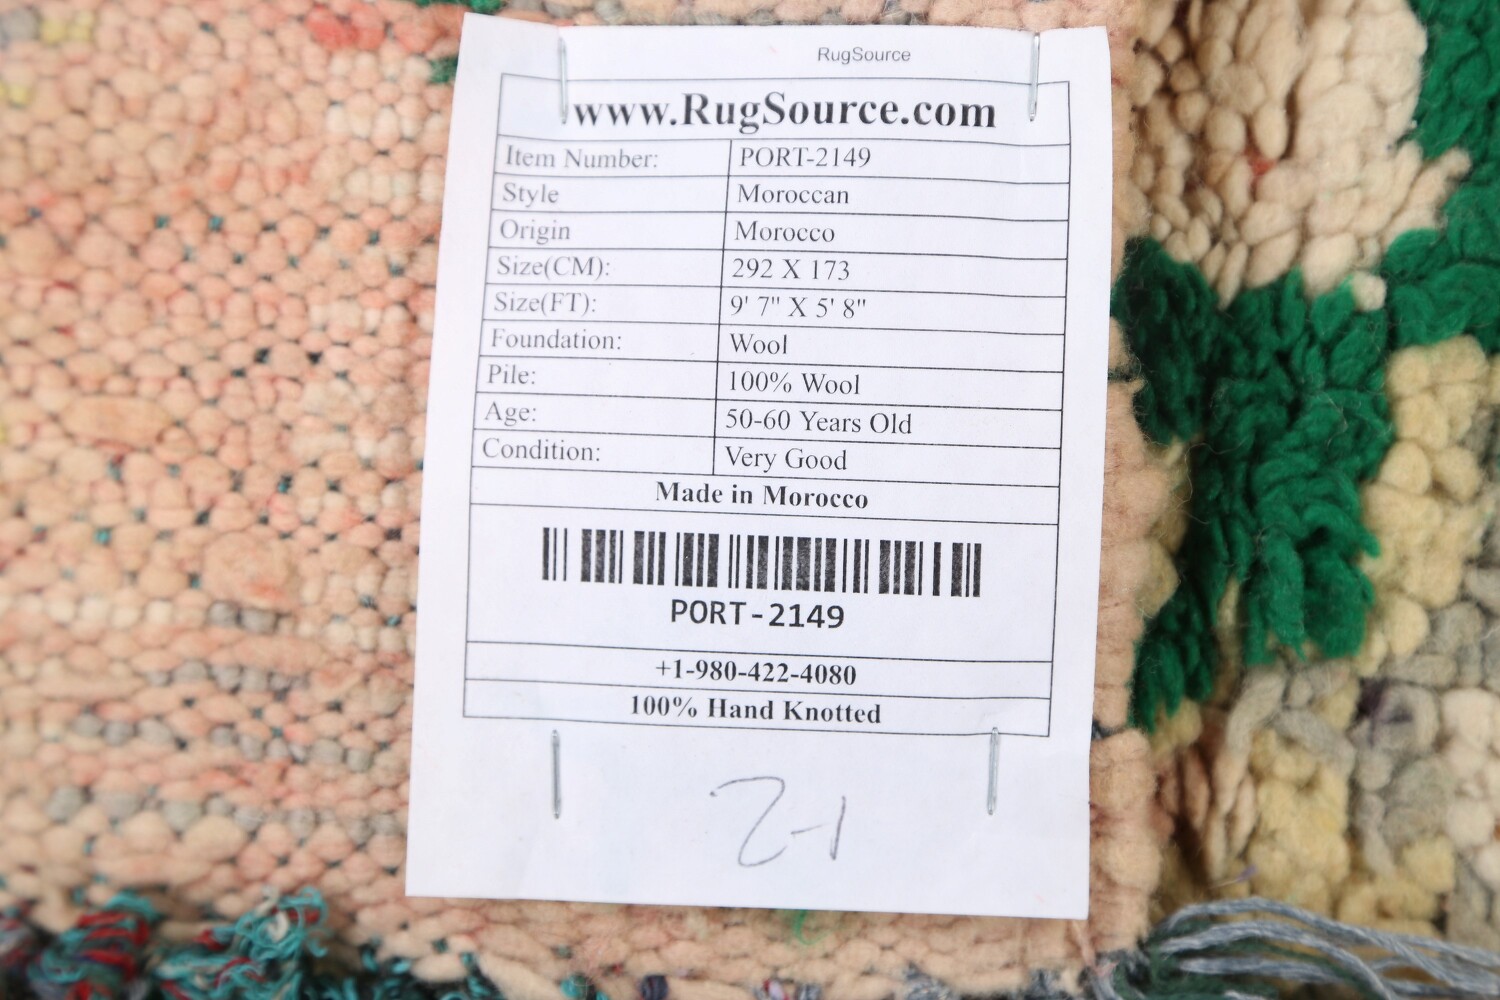 RugSource
www.RugSource.com
Item Number: PORT-2149
Style Moroccan
Origin Morocco
Size(CM): 292 X 173
Size(FT): 9' 7" X 5' 8"
Foundation: Wool
Pile: 100% Wool
Age: 50-60 Years Old
Condition: Very Good
Made in Morocco
PORT-2149
+1-980-422-4080
100% Hand Knotted
2-1